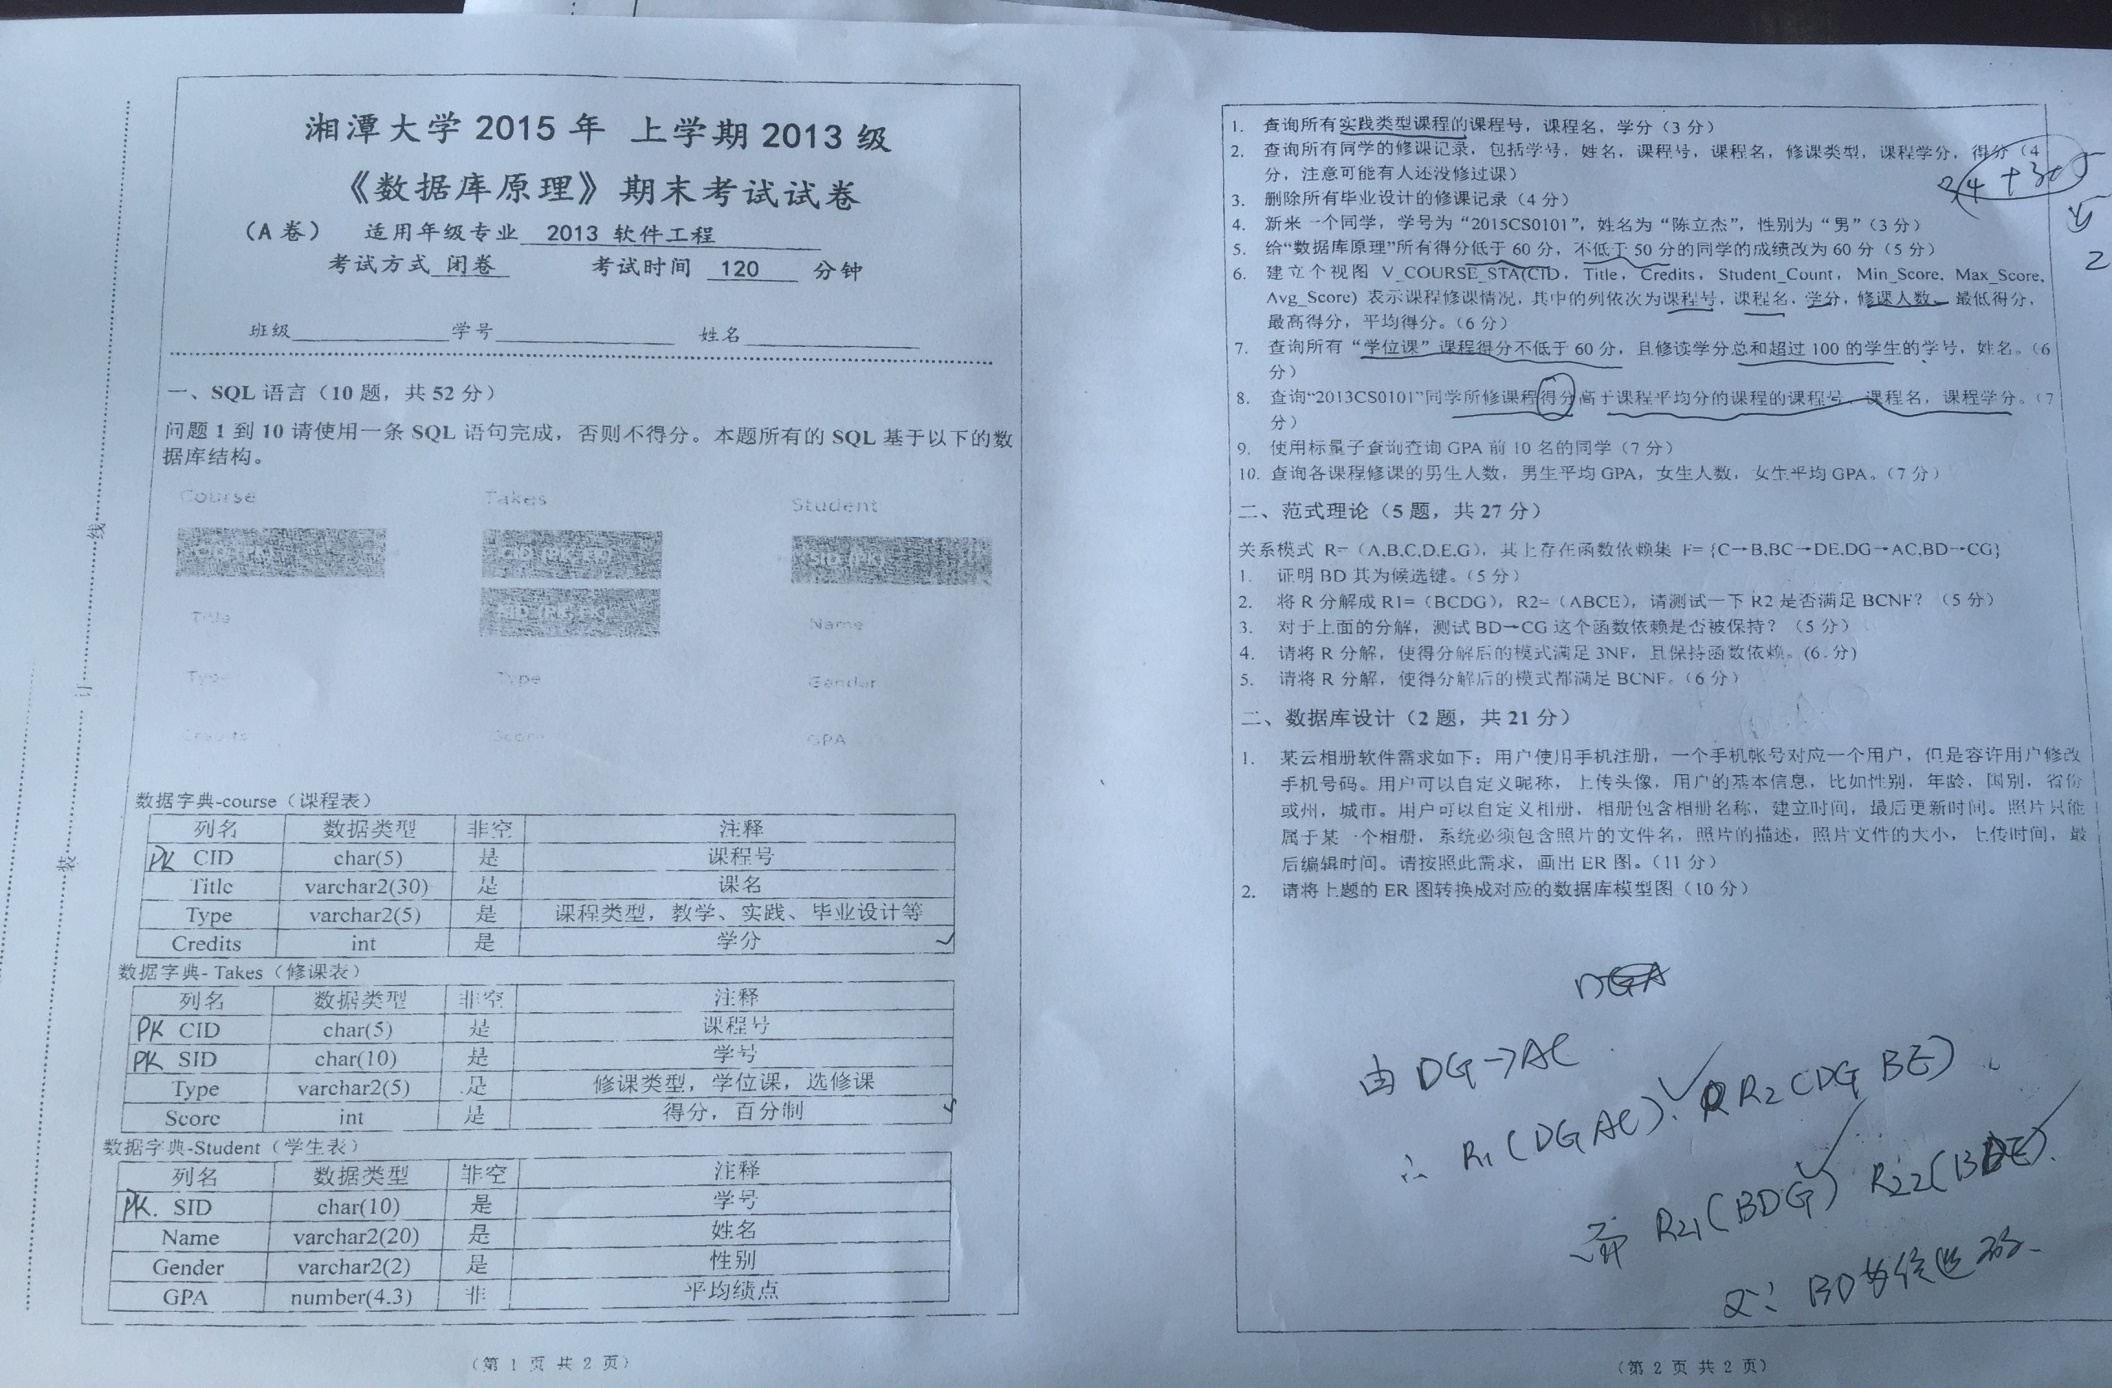 湘潭大学 2015 年 上学期 2013 级
《数据库原理》期末考试试卷
（A 卷） 适用年级专业 2013 软件工程
考试方式 闭卷 考试时间 120 分钟
班级 学号 姓名
一、SQL 语言（10 题，共 52 分）
问题 1 到 10 请使用一条 SQL 语句完成，否则不得分。本题所有的 SQL 基于以下的数
据库结构。
Course Takes Student
CID (PK) CID (PK,FK) SID (PK)
SID (PK,FK)
Title Name
Type Type Gender
Credits Score GPA
数据字典-course（课程表）
列名 数据类型 非空 注释
PK CID char(5) 是 课程号
Title varchar2(30) 是 课名
Type varchar2(5) 是 课程类型，教学、实践、毕业设计等
Credits int 是 学分
数据字典- Takes（修课表）
列名 数据类型 非空 注释
PK CID char(5) 是 课程号
PK SID char(10) 是 学号
Type varchar2(5) 是 修课类型，学位课，选修课
Score int 是 得分，百分制
数据字典-Student（学生表）
列名 数据类型 非空 注释
PK. SID char(10) 是 学号
Name varchar2(20) 是 姓名
Gender varchar2(2) 是 性别
GPA number(4.3) 非 平均绩点
（第 1 页 共 2 页）
装 订 线
1. 查询所有实践类型课程的课程号，课程名，学分（3 分）
2. 查询所有同学的修课记录，包括学号，姓名，课程号，课程名，修课类型，课程学分，得分（4
分，注意可能有人还没修过课）
3. 删除所有毕业设计的修课记录（4 分）
4. 新来一个同学，学号为“2015CS0101”，姓名为“陈立杰”，性别为“男”（3 分）
5. 给“数据库原理”所有得分低于 60 分，不低于 50 分的同学的成绩改为 60 分（5 分）
6. 建立个视图 V_COURSE_STA(CID，Title，Credits，Student_Count，Min_Score, Max_Score,
Avg_Score) 表示课程修课情况，其中的列依次为课程号，课程名，学分，修课人数，最低得分，
最高得分，平均得分。（6 分）
7. 查询所有“学位课”课程得分不低于 60 分，且修读学分总和超过 100 的学生的学号，姓名。（6
分）
8. 查询“2013CS0101”同学所修课程得分高于课程平均分的课程的课程号，课程名，课程学分。（7
分）
9. 使用标量子查询查询 GPA 前 10 名的同学（7 分）
10. 查询各课程修课的男生人数，男生平均 GPA，女生人数，女生平均 GPA。（7 分）
二、范式理论（5 题，共 27 分）
关系模式 R=（A,B,C,D,E,G），其上存在函数依赖集 F={C→B,BC→DE,DG→AC,BD→CG}
1. 证明 BD 其为候选键。（5 分）
2. 将 R 分解成 R1=（BCDG），R2=（ABCE），请测试一下 R2 是否满足 BCNF？（5 分）
3. 对于上面的分解，测试 BD→CG 这个函数依赖是否被保持？（5 分）
4. 请将 R 分解，使得分解后的模式满足 3NF，且保持函数依赖。（6.分）
5. 请将 R 分解，使得分解后的模式都满足 BCNF。（6 分）
二、数据库设计（2 题，共 21 分）
1. 某云相册软件需求如下：用户使用手机注册，一个手机帐号对应一个用户，但是容许用户修改
手机号码。用户可以自定义昵称，上传头像，用户的基本信息，比如性别，年龄，国别，省份
或州，城市。用户可以自定义相册，相册包含相册名称，建立时间，最后更新时间。照片只能
属于某一个相册，系统必须包含照片的文件名，照片的描述，照片文件的大小，上传时间，最
后编辑时间。请按照此需求，画出 ER 图。（11 分）
2. 请将上题的 ER 图转换成对应的数据库模型图（10 分）
由 DG→AC
∴ R1(DGAC). R2(DGBE)
R21(BDG) R22(BDE).
又∵ BD为候选码.
（第 2 页 共 2 页）